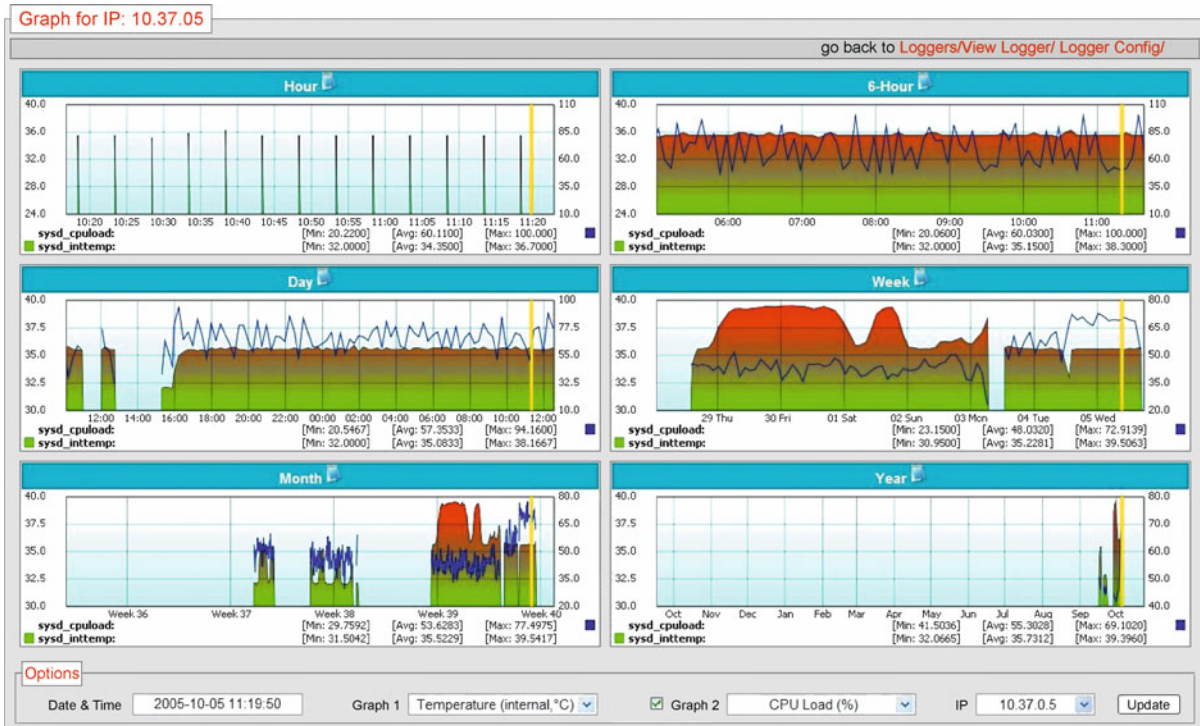 Graph for IP: 10.37.05
go back to Loggers/View Logger/ Logger Config/
Hour
40.0
36.0
32.0
28.0
24.0
110
85.0
60.0
35.0
10.0
10:20 10:25 10:30 10:35 10:40 10:45 10:50 10:55 11:00 11:05 11:10 11:15 11:20
sysd_cpuload: [Min: 20.2200] [Avg: 60.1100] [Max: 100.000]
sysd_inttemp: [Min: 32.0000] [Avg: 34.3500] [Max: 36.7000]
6-Hour
40.0
36.0
32.0
28.0
24.0
110
85.0
60.0
35.0
10.0
06:00 07:00 08:00 09:00 10:00 11:00
sysd_cpuload: [Min: 20.0600] [Avg: 60.0300] [Max: 100.000]
sysd_inttemp: [Min: 32.0000] [Avg: 35.1500] [Max: 38.3000]
Day
40.0
37.5
35.0
32.5
30.0
100
77.5
55.0
32.5
10.0
12:00 14:00 16:00 18:00 20:00 22:00 00:00 02:00 04:00 06:00 08:00 10:00 12:00
sysd_cpuload: [Min: 20.5467] [Avg: 57.3533] [Max: 94.1600]
sysd_inttemp: [Min: 32.0000] [Avg: 35.0833] [Max: 38.1667]
Week
40.0
37.5
35.0
32.5
30.0
80.0
65.0
50.0
35.0
20.0
29 Thu 30 Fri 01 Sat 02 Sun 03 Mon 04 Tue 05 Wed
sysd_cpuload: [Min: 23.1500] [Avg: 48.0320] [Max: 72.9139]
sysd_inttemp: [Min: 30.9500] [Avg: 35.2281] [Max: 39.5063]
Month
40.0
37.5
35.0
32.5
30.0
80.0
65.0
50.0
35.0
20.0
Week 36 Week 37 Week 38 Week 39 Week 40
sysd_cpuload: [Min: 29.7592] [Avg: 53.6283] [Max: 77.4975]
sysd_inttemp: [Min: 31.5042] [Avg: 35.5229] [Max: 39.5417]
Year
40.0
37.5
35.0
32.5
30.0
80.0
70.0
60.0
50.0
40.0
Oct Nov Dec Jan Feb Mar Apr May Jun Jul Aug Sep Oct
sysd_cpuload: [Min: 41.5036] [Avg: 55.3028] [Max: 69.1020]
sysd_inttemp: [Min: 32.0665] [Avg: 35.7312] [Max: 39.3960]
Options
Date & Time 2005-10-05 11:19:50 Graph 1 Temperature (internal,°C) Graph 2 CPU Load (%) IP 10.37.0.5 Update